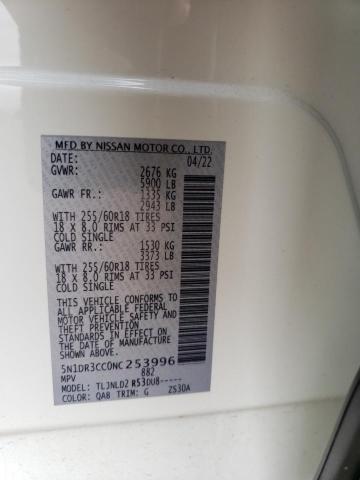 MFD BY NISSAN MOTOR CO., LTD.
DATE: 04/22
GVWR: 2676 KG
5900 LB
GAWR FR.: 1335 KG
2943 LB
WITH 255/60R18 TIRES
18 X 8.0 RIMS AT 33 PSI
COLD SINGLE
GAWR RR.: 1530 KG
3373 LB
WITH 255/60R18 TIRES
18 X 8.0 RIMS AT 33 PSI
COLD SINGLE
THIS VEHICLE CONFORMS TO
ALL APPLICABLE FEDERAL
MOTOR VEHICLE SAFETY AND
THEFT PREVENTION
STANDARDS IN EFFECT ON
THE DATE OF MANUFACTURE
SHOWN ABOVE.
5N1DR3CC0NC253996
MPV 882
MODEL: TLJNLD2 R53DU8-----
COLOR: QAB TRIM: G ZS30A